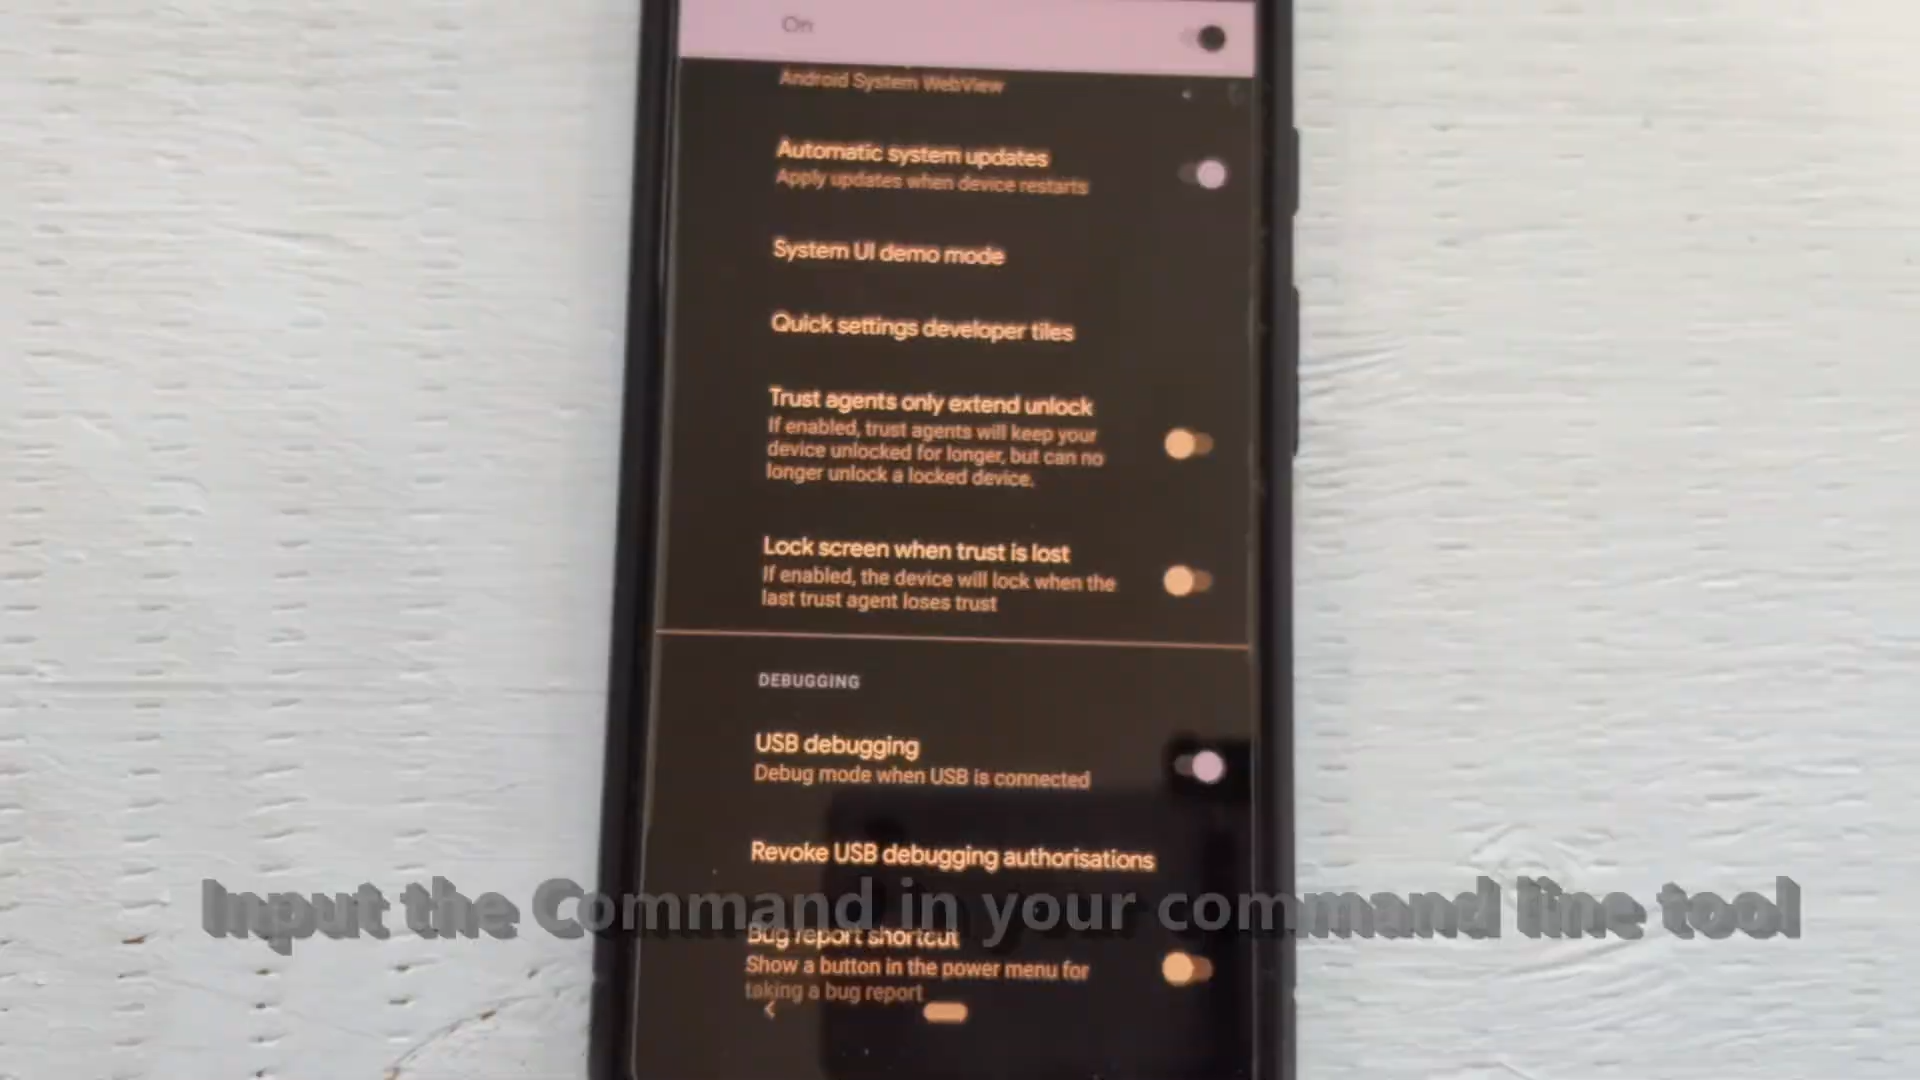 On
Android System WebView
Automatic system updates
Apply updates when device restarts
System UI demo mode
Quick settings developer tiles
Trust agents only extend unlock
If enabled, trust agents will keep your
device unlocked for longer, but can no
longer unlock a locked device.
Lock screen when trust is lost
If enabled, the device will lock when the
last trust agent loses trust
DEBUGGING
USB debugging
Debug mode when USB is connected
Revoke USB debugging authorisations
Input the Command in your command line tool
Bug report shortcut
Show a button in the power menu for
taking a bug report